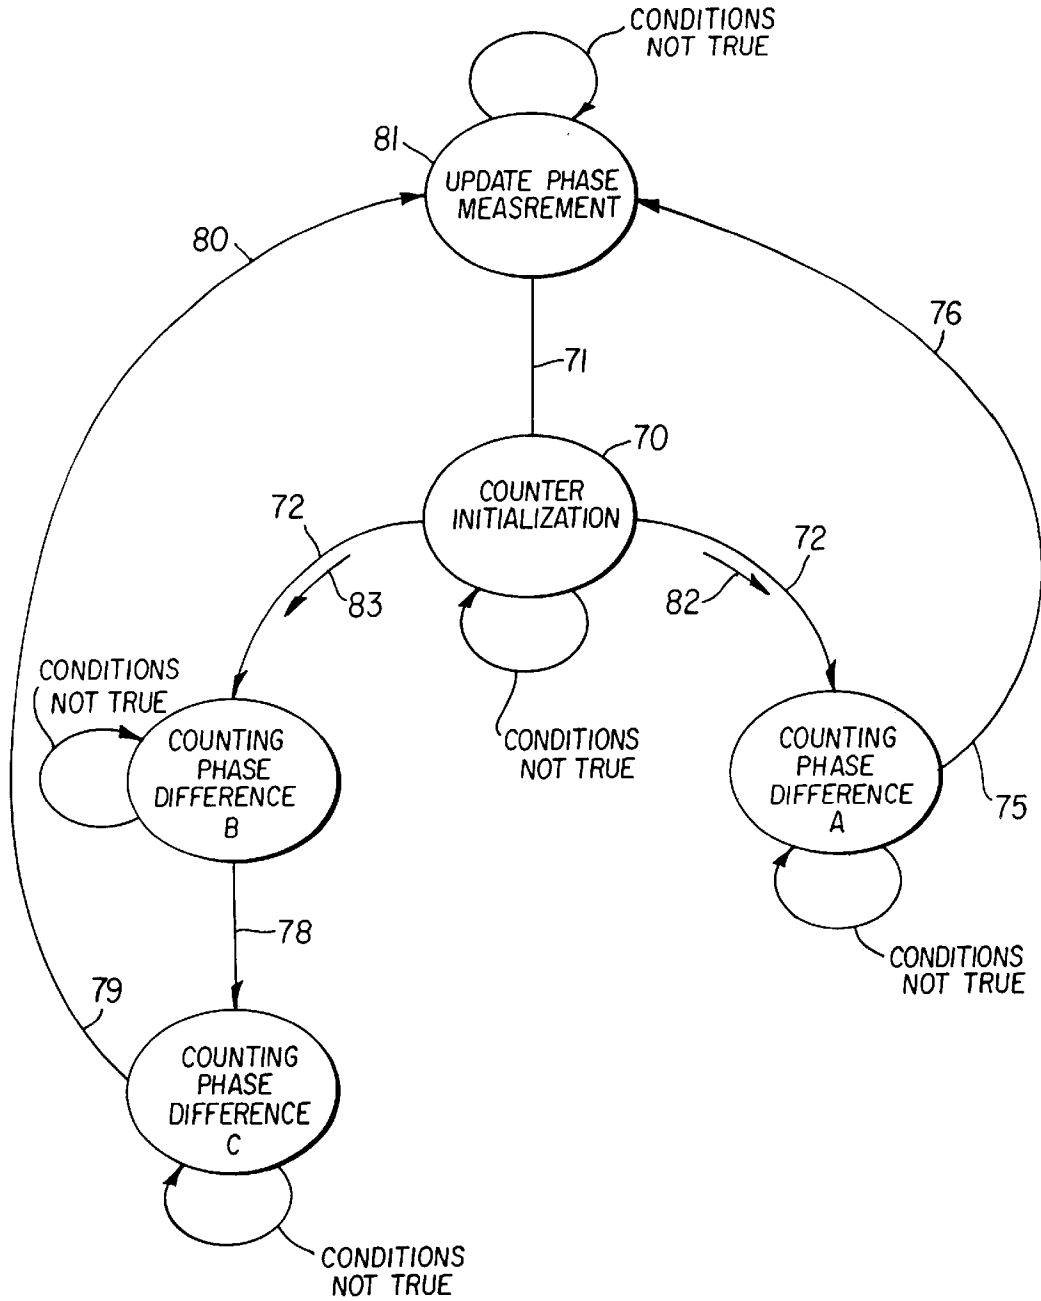 CONDITIONS
NOT TRUE
81
UPDATE PHASE
MEASREMENT
80
76
71
70
COUNTER
INITIALIZATION
72
72
83
82
CONDITIONS
NOT TRUE
CONDITIONS
NOT TRUE
COUNTING
PHASE
DIFFERENCE
B
COUNTING
PHASE
DIFFERENCE
A
75
78
CONDITIONS
NOT TRUE
79
COUNTING
PHASE
DIFFERENCE
C
CONDITIONS
NOT TRUE